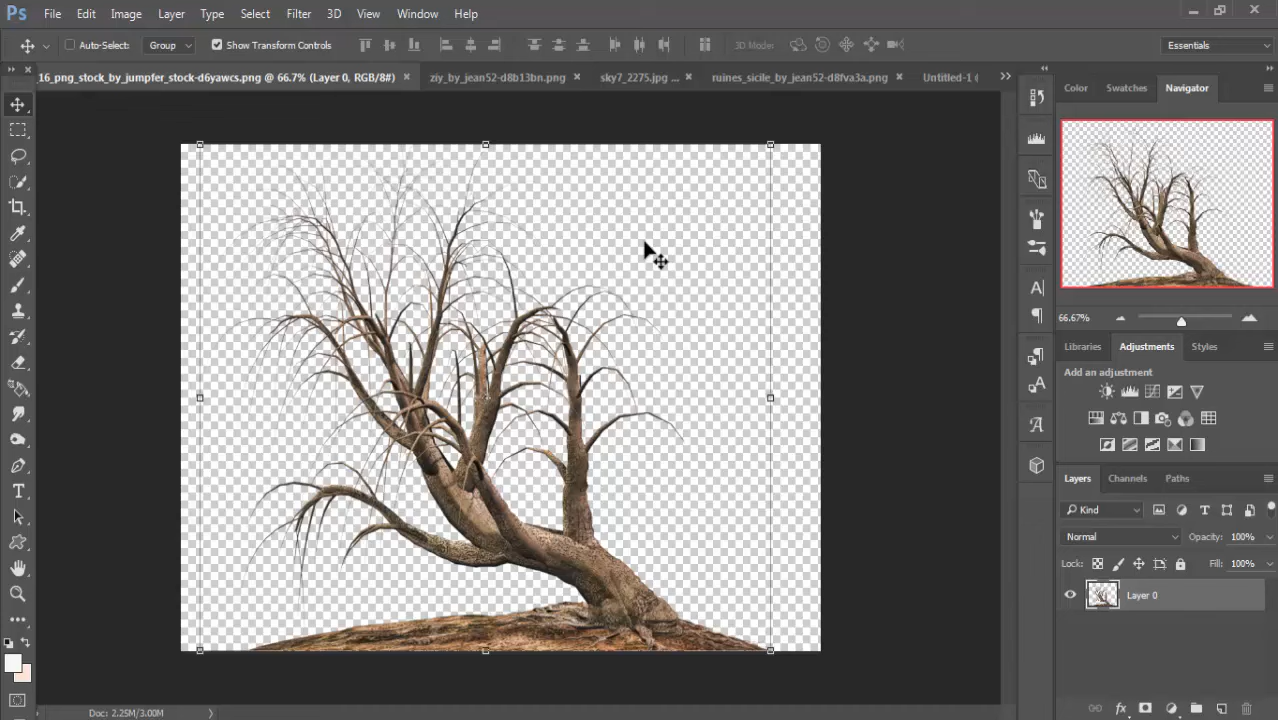 Ps File Edit Image Layer Type Select Filter 3D View Window Help
Auto-Select: Group Show Transform Controls 3D Mode: Essentials
16_png_stock_by_jumpfer_stock-d6yawcs.png @ 66.7% (Layer 0, RGB/8#) × ziy_by_jean52-d8b13bn.png × sky7_2275.jpg ... × ruines_sicile_by_jean52-d8fva3a.png × Untitled-1 (
Color Swatches Navigator
66.67%
Libraries Adjustments Styles
Add an adjustment
Layers Channels Paths
Kind
Normal Opacity: 100%
Lock: Fill: 100%
Layer 0
Doc: 2.25M/3.00M